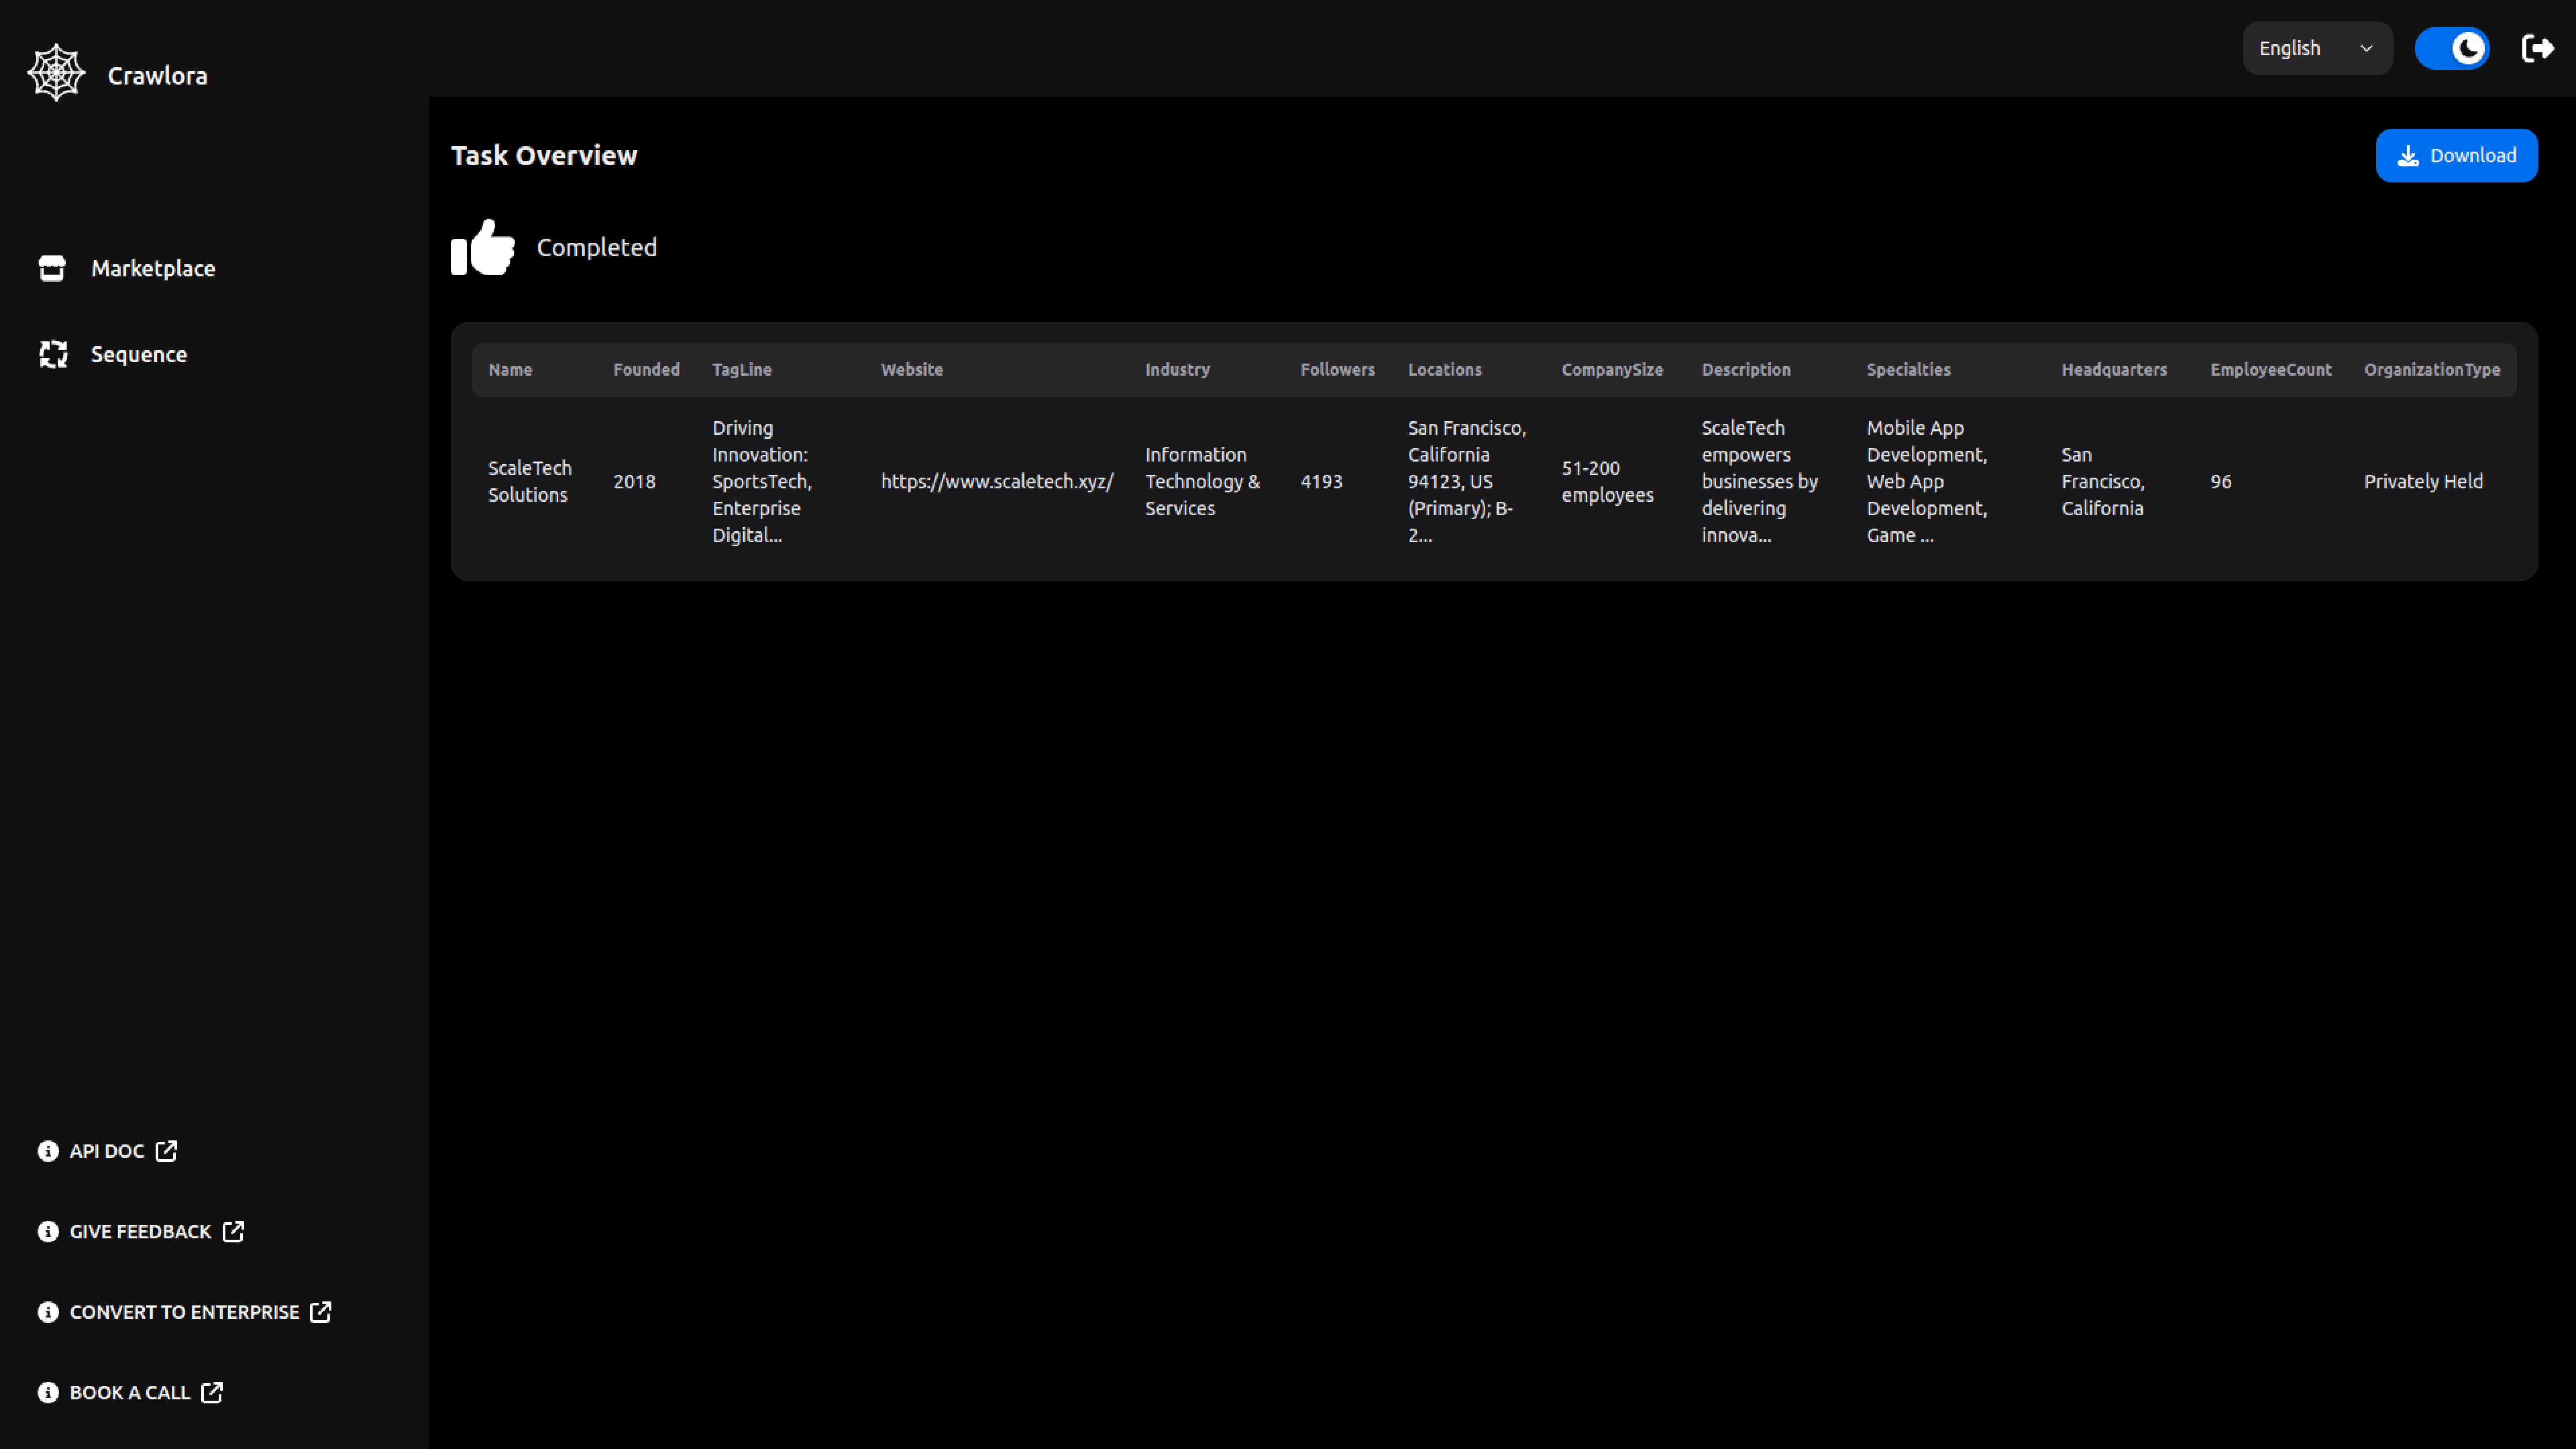 Crawlora
English
Marketplace
Sequence
Task Overview
Download
Completed
Name Founded TagLine Website Industry Followers Locations CompanySize Description Specialties Headquarters EmployeeCount OrganizationType
ScaleTech
Solutions
2018
Driving
Innovation:
SportsTech,
Enterprise
Digital...
https://www.scaletech.xyz/
Information
Technology &
Services
4193
San Francisco,
California
94123, US
(Primary); B-
2...
51-200
employees
ScaleTech
empowers
businesses by
delivering
innova...
Mobile App
Development,
Web App
Development,
Game ...
San
Francisco,
California
96
Privately Held
API DOC
GIVE FEEDBACK
CONVERT TO ENTERPRISE
BOOK A CALL